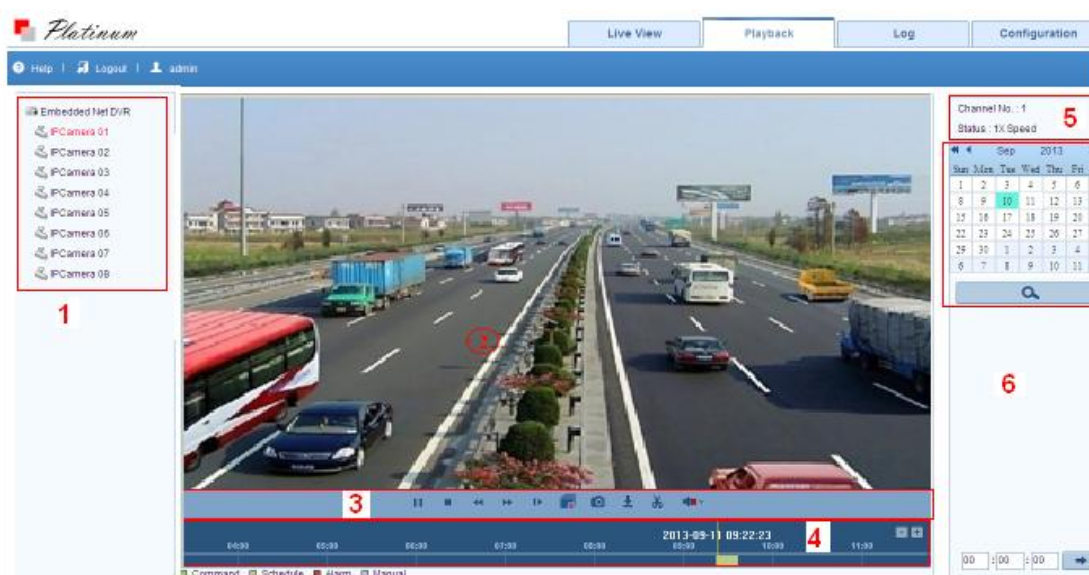 Platinum
Live View
Playback
Log
Configuration
Help | Logout | admin
Embedded Net DVR
IPCamera 01
IPCamera 02
IPCamera 03
IPCamera 04
IPCamera 05
IPCamera 06
IPCamera 07
IPCamera 08
1
2
Channel No. : 1
Status : 1X Speed
5
Sep 2013
Sun Mon Tue Wed Thu Fri
1 2 3 4 5 6
8 9 10 11 12 13
15 16 17 18 19 20
22 23 24 25 26 27
29 30 1 2 3 4
6 7 8 9 10 11
6
3
2013-09-11 09:22:23
4
04:00 05:00 06:00 07:00 08:00 09:00 10:00 11:00
Command Schedule Alarm Manual
00 : 00 : 00